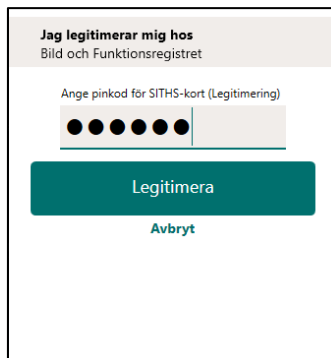 Jag legitimerar mig hos
Bild och Funktionsregistret
Ange pinkod för SITHS-kort (Legitimering)
●●●●●●
Legitimera
Avbryt